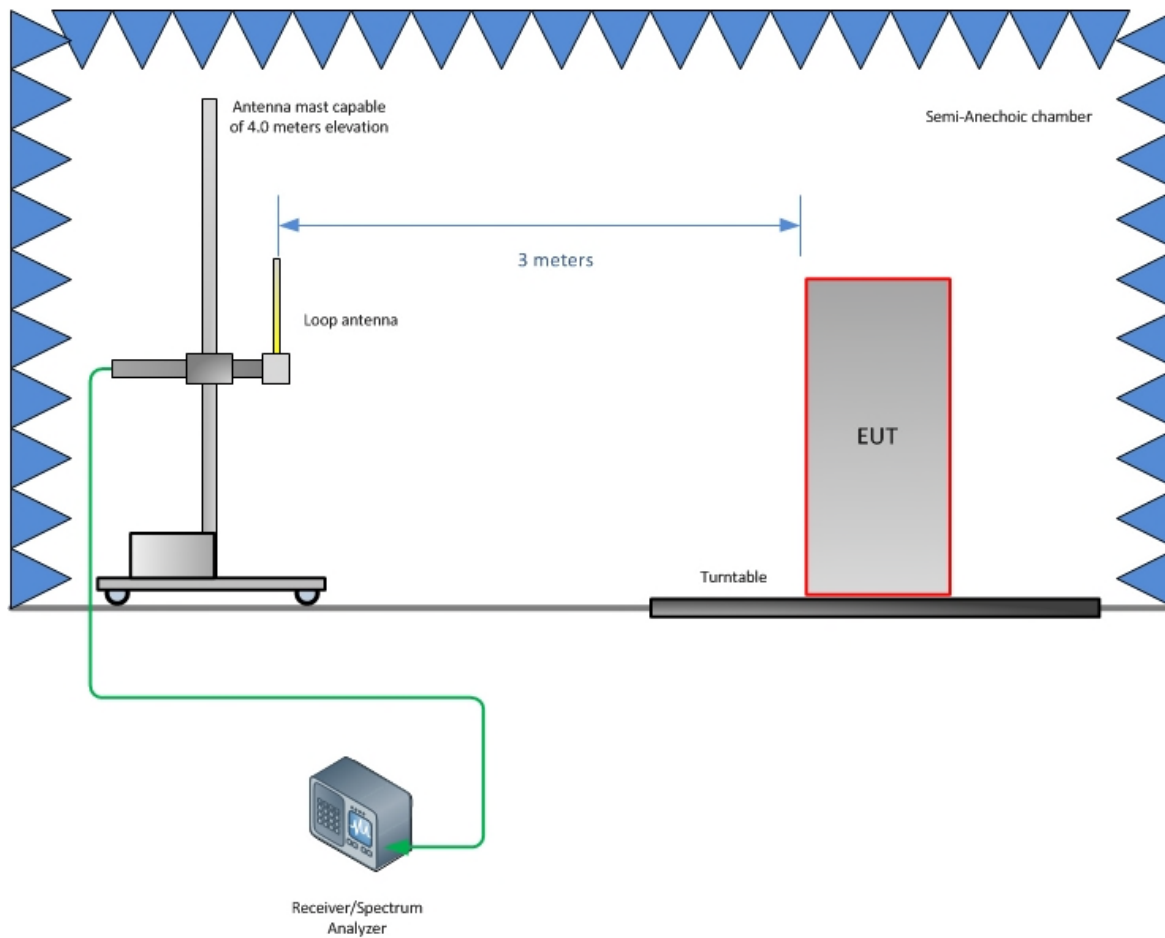 Antenna mast capable
of 4.0 meters elevation
Semi-Anechoic chamber
3 meters
Loop antenna
EUT
Turntable
Receiver/Spectrum
Analyzer